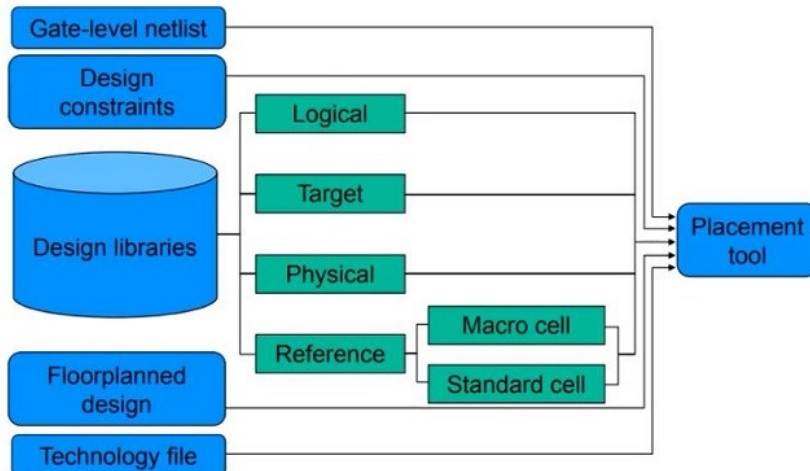 Gate-level netlist
Design
constraints
Design libraries
Logical
Target
Physical
Reference
Macro cell
Standard cell
Floorplanned
design
Technology file
Placement
tool